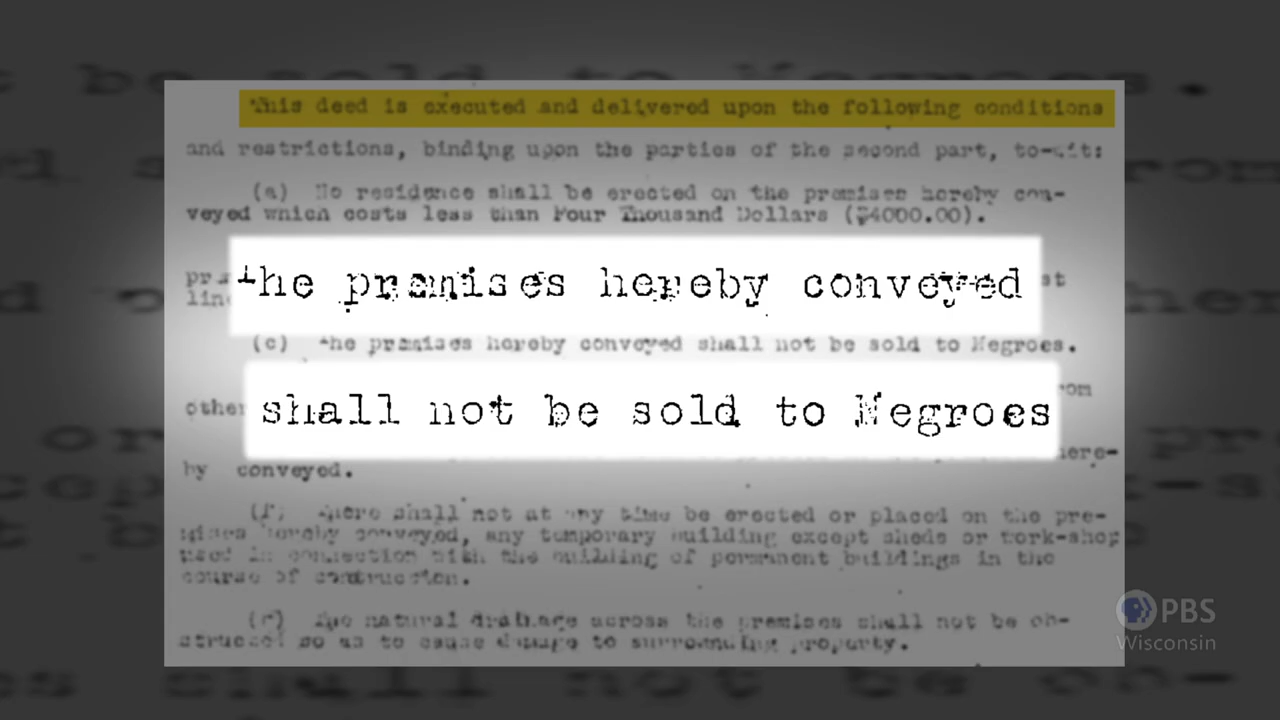 This deed is executed and delivered upon the following conditions
and restrictions, binding upon the parties of the second part, to-wit:
(a) No residence shall be erected on the premises hereby con-
veyed which costs less than Four Thousand Dollars ($4000.00).
The premises hereby conveyed
(c) The premises hereby conveyed shall not be sold to Negroes.
shall not be sold to Negroes
other
by conveyed.
(f) There shall not at any time be erected or placed on the pre-
mises hereby conveyed, any temporary building except sheds or work-shop
used in connection with the building of permanent buildings in the
course of construction.
The natural drainage across the premises shall not be ob-
structed so as to cause damage to surrounding property.
PBS
Wisconsin